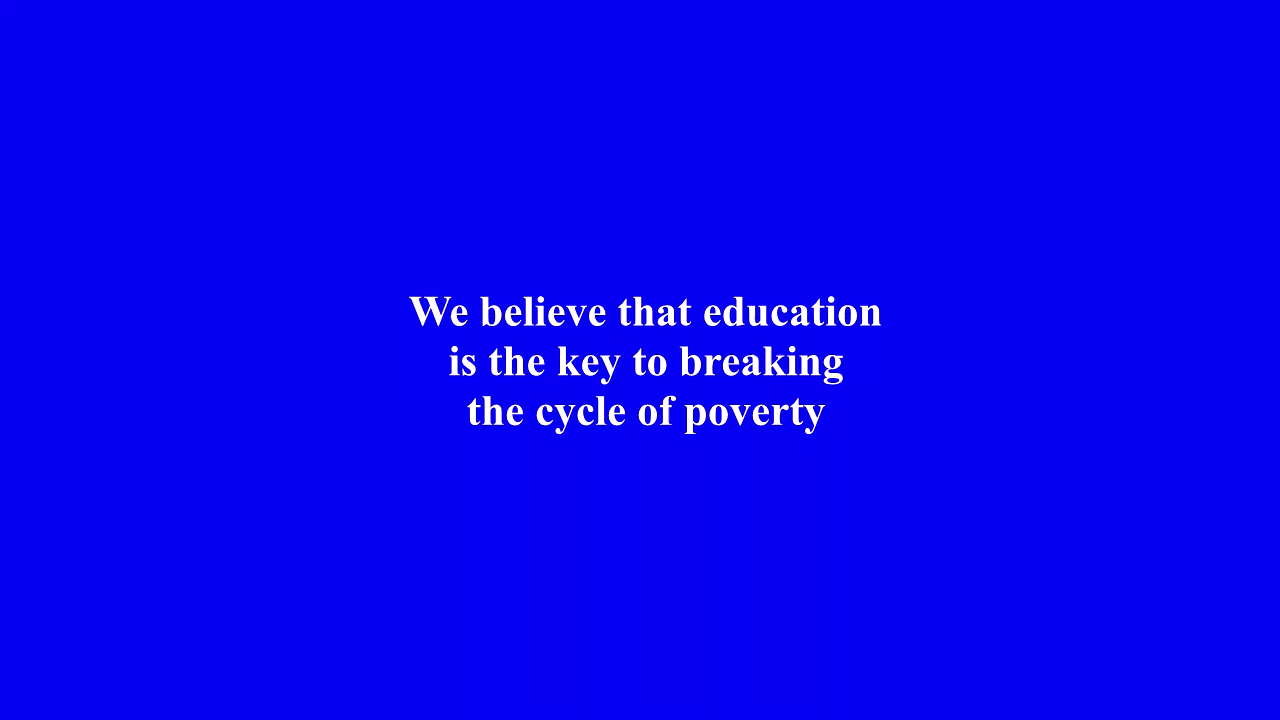 We believe that education
is the key to breaking
the cycle of poverty